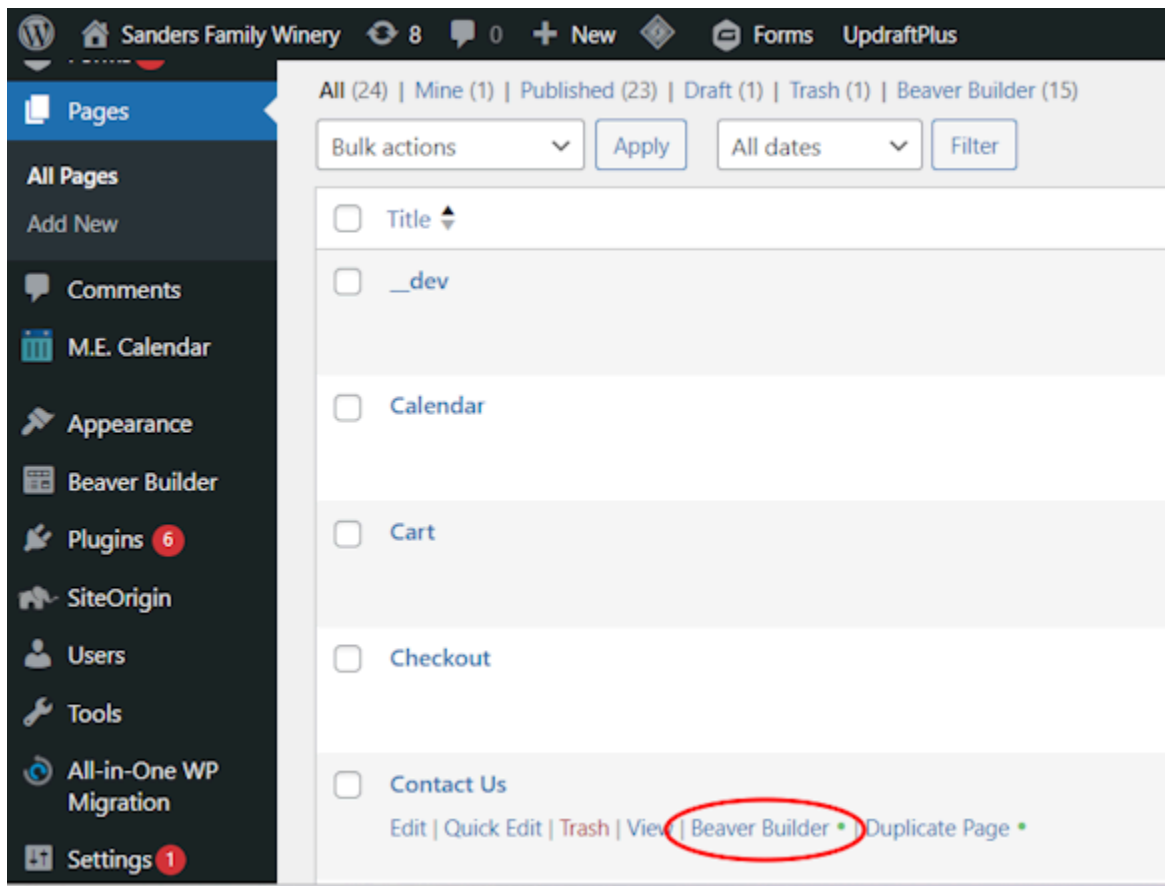 Sanders Family Winery 8 0 New Forms UpdraftPlus
Pages
All Pages
Add New
Comments
M.E. Calendar
Appearance
Beaver Builder
Plugins 6
SiteOrigin
Users
Tools
All-in-One WP
Migration
Settings 1
All (24) | Mine (1) | Published (23) | Draft (1) | Trash (1) | Beaver Builder (15)
Bulk actions Apply All dates Filter
Title
__dev
Calendar
Cart
Checkout
Contact Us
Edit | Quick Edit | Trash | View | Beaver Builder • | Duplicate Page •